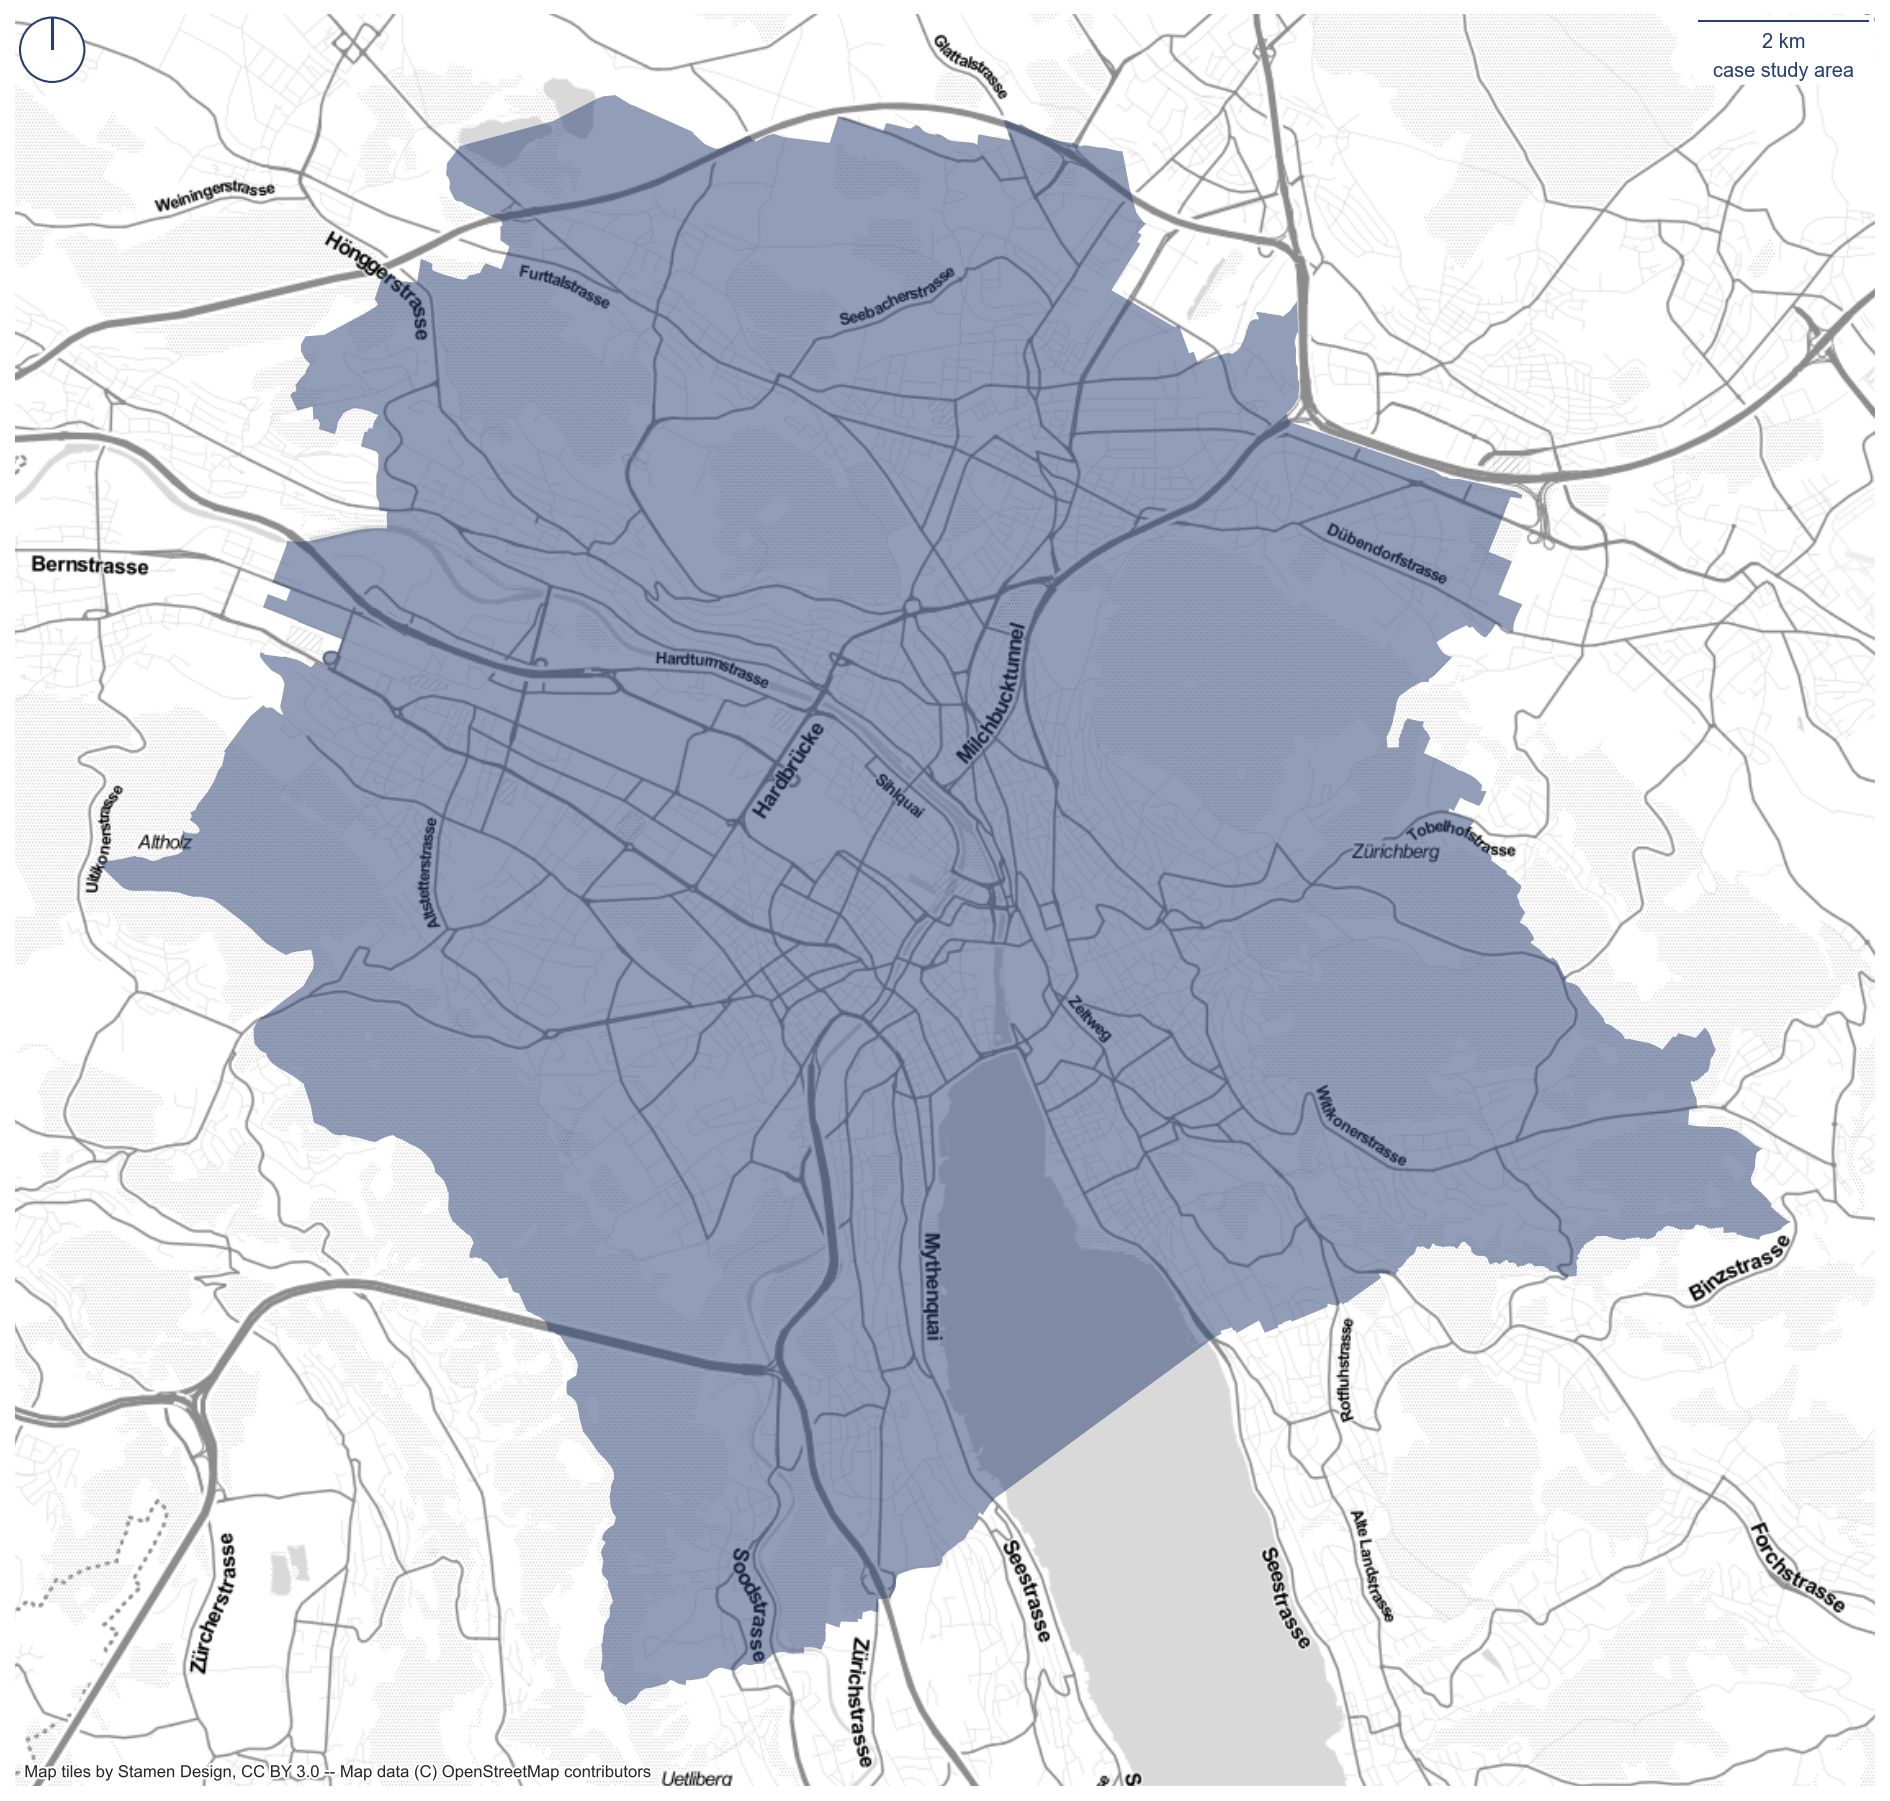 Glattalstrasse
2 km
case study area
Weiningerstrasse
Hönggerstrasse
Furttalstrasse
Seebacherstrasse
Bernstrasse
Dübendorfstrasse
Hardturmstrasse
Milchbucktunnel
Hardbrücke
Sihlquai
Uitikonerstrasse
Altholz
Altstetterstrasse
Tobelhofstrasse
Zürichberg
Zeltweg
Witikonerstrasse
Mythenquai
Binzstrasse
Rotfluhstrasse
Zürcherstrasse
Soodstrasse
Seestrasse
Seestrasse
Alte Landstrasse
Forchstrasse
Zürichstrasse
Map tiles by Stamen Design, CC BY 3.0 -- Map data (C) OpenStreetMap contributors
Uetliberg